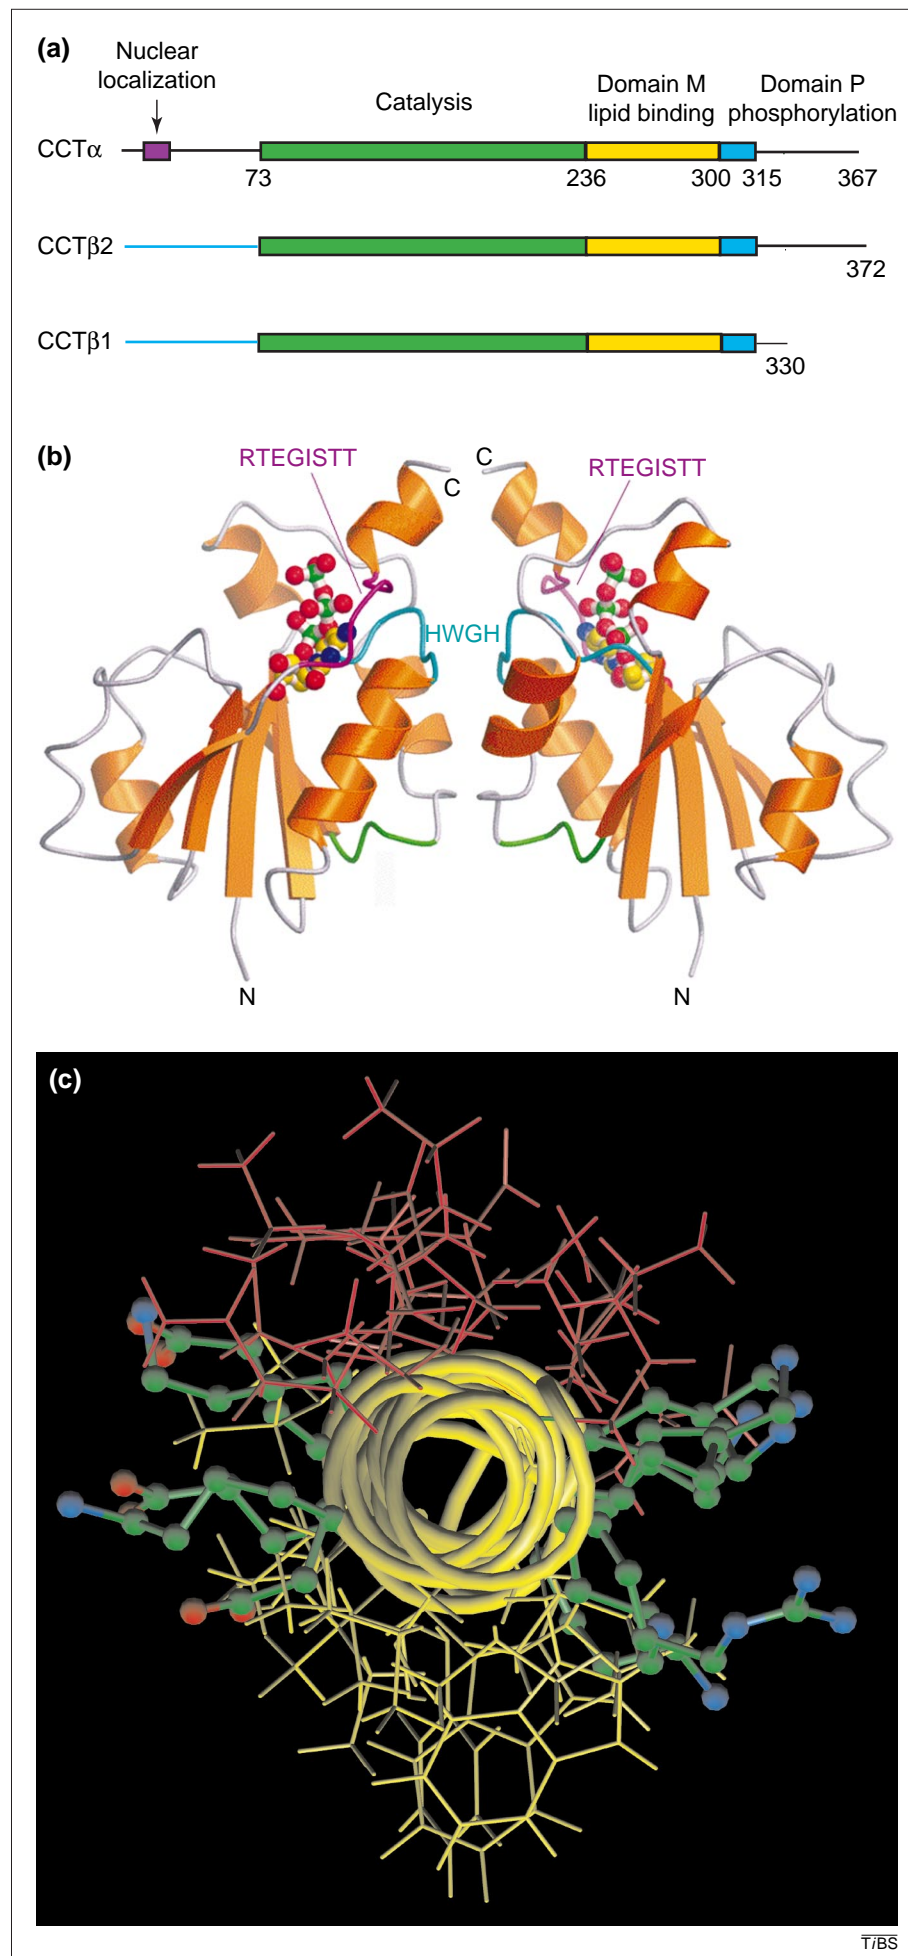 (a)
Nuclear
localization
Catalysis
Domain M
lipid binding
Domain P
phosphorylation
CCTα
73
236
300
315
367
CCTβ2
372
CCTβ1
330
(b)
RTEGISTT
C
C
RTEGISTT
HWGH
N
N
(c)
TiBS